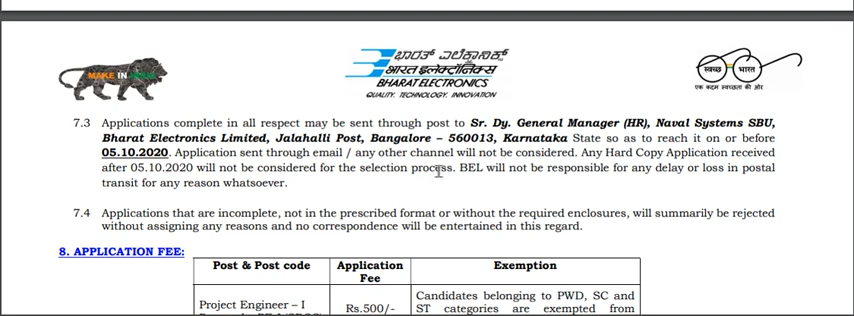 MAKE IN INDIA
ಭಾರತ್ ಎಲೆಕ್ಟ್ರಾನಿಕ್ಸ್
भारत इलेक्ट्रॉनिक्स
BHARAT ELECTRONICS
QUALITY. TECHNOLOGY. INNOVATION
स्वच्छ भारत
एक कदम स्वच्छता की ओर
7.3 Applications complete in all respect may be sent through post to Sr. Dy. General Manager (HR), Naval Systems SBU,
Bharat Electronics Limited, Jalahalli Post, Bangalore – 560013, Karnataka State so as to reach it on or before
05.10.2020. Application sent through email / any other channel will not be considered. Any Hard Copy Application received
after 05.10.2020 will not be considered for the selection process. BEL will not be responsible for any delay or loss in postal
transit for any reason whatsoever.
7.4 Applications that are incomplete, not in the prescribed format or without the required enclosures, will summarily be rejected
without assigning any reasons and no correspondence will be entertained in this regard.
8. APPLICATION FEE:
Post & Post code Application Exemption
Fee
Candidates belonging to PWD, SC and
Project Engineer – I Rs.500/- ST categories are exempted from